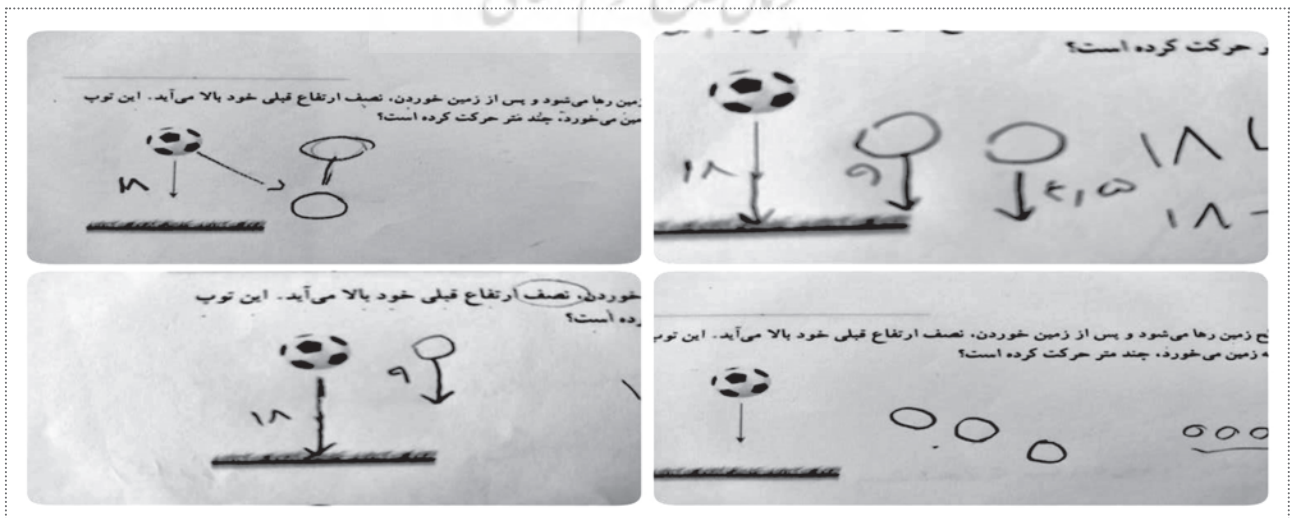 زمین رها می‌شود و پس از زمین خوردن، نصف ارتفاع قبلی خود بالا می‌آید. این توپ
مین می‌خورد، چند متر حرکت کرده است؟
۱۸
ر حرکت کرده است؟
۱۸
۹
۴,۵
۱۸
۱۸ -
خوردن، نصف ارتفاع قبلی خود بالا می‌آید. این توپ
رده است؟
۱۸
۹
ح زمین رها می‌شود و پس از زمین خوردن، نصف ارتفاع قبلی خود بالا می‌آید. این توپ
ه زمین می‌خورد، چند متر حرکت کرده است؟